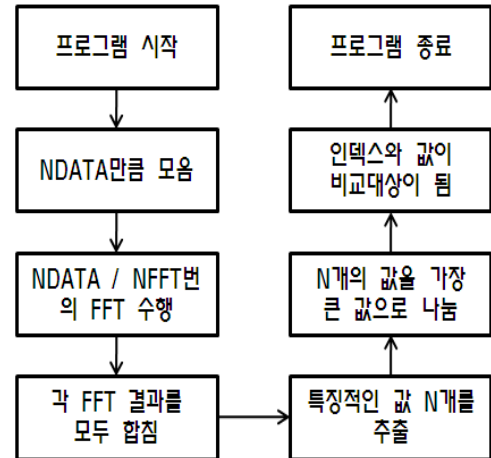 프로그램 시작
NDATA만큼 모음
NDATA / NFFT번
의 FFT 수행
각 FFT 결과를
모두 합침
특징적인 값 N개를
추출
N개의 값을 가장
큰 값으로 나눔
인덱스와 값이
비교대상이 됨
프로그램 종료